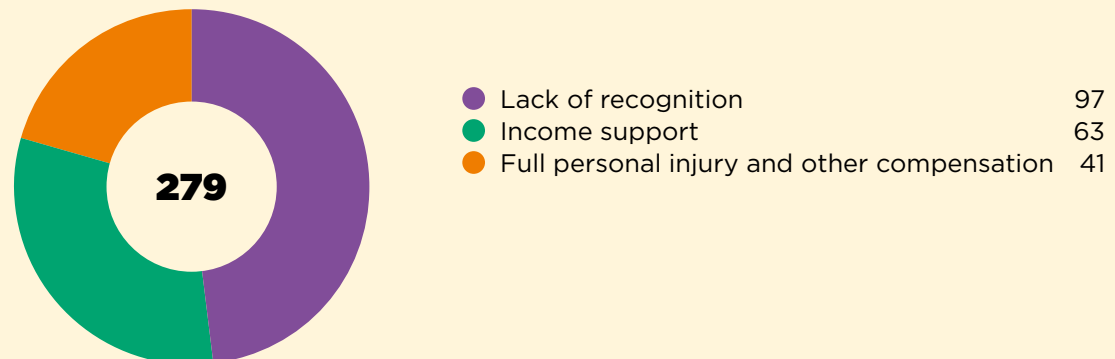 279
Lack of recognition 97
Income support 63
Full personal injury and other compensation 41